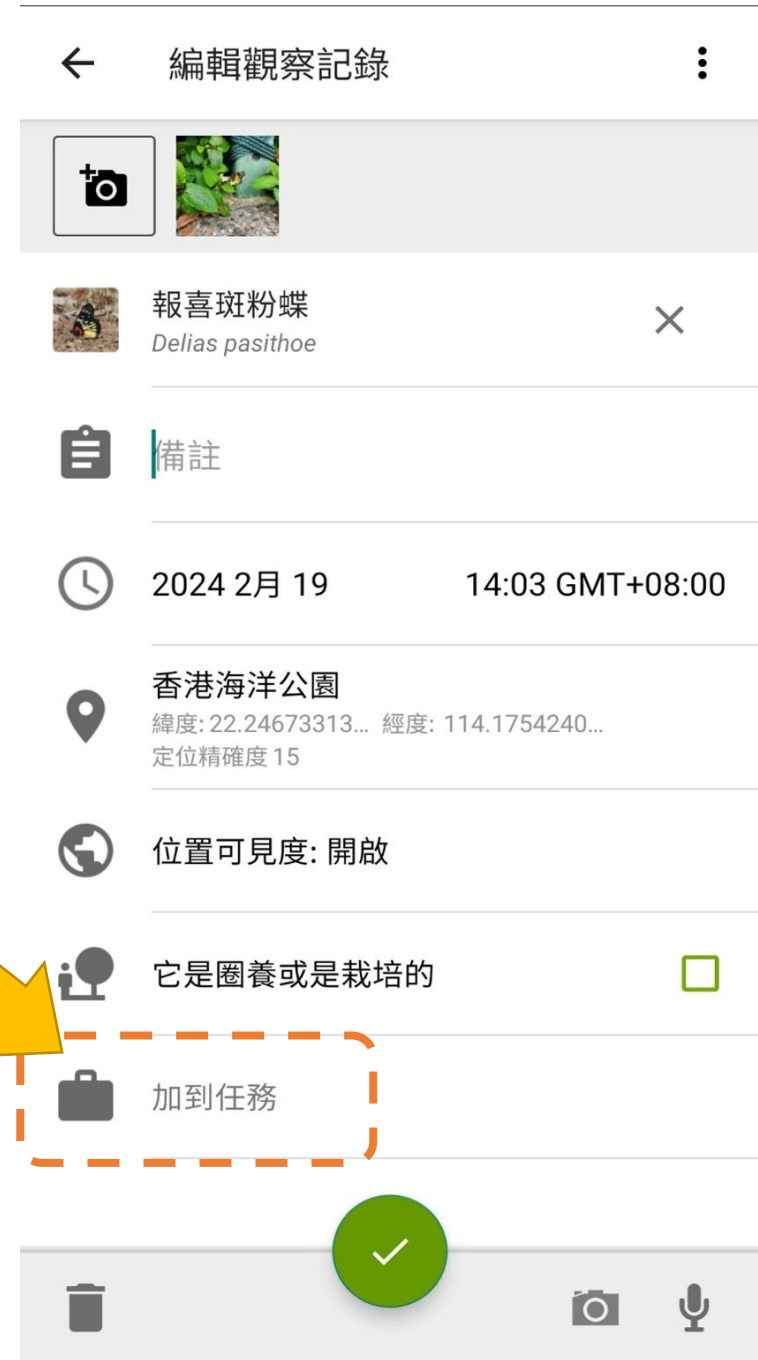 編輯觀察記錄
報喜斑粉蝶
Delias pasithoe
備註
2024 2月 19 14:03 GMT+08:00
香港海洋公園
緯度: 22.24673313... 經度: 114.1754240...
定位精確度 15
位置可見度: 開啟
它是圈養或是栽培的
加到任務